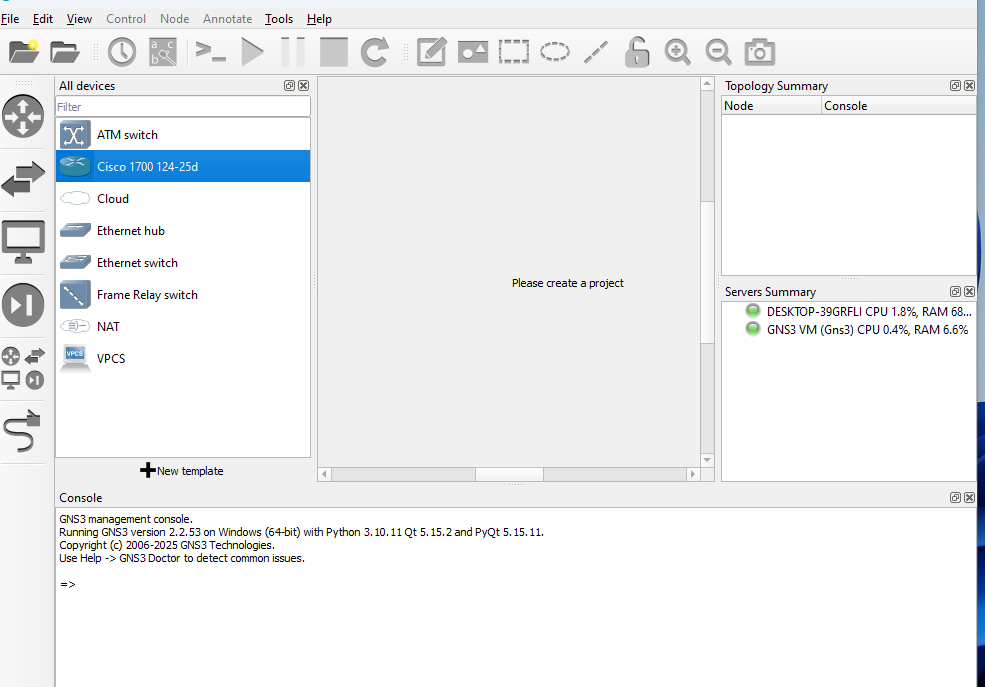 File Edit View Control Node Annotate Tools Help
All devices
Filter
ATM switch
Cisco 1700 124-25d
Cloud
Ethernet hub
Ethernet switch
Frame Relay switch
NAT
VPCS
VPCS
New template
Please create a project
Topology Summary
Node Console
Servers Summary
DESKTOP-39GRFLI CPU 1.8%, RAM 68...
GNS3 VM (Gns3) CPU 0.4%, RAM 6.6%
Console
GNS3 management console.
Running GNS3 version 2.2.53 on Windows (64-bit) with Python 3.10.11 Qt 5.15.2 and PyQt 5.15.11.
Copyright (c) 2006-2025 GNS3 Technologies.
Use Help -> GNS3 Doctor to detect common issues.
=>